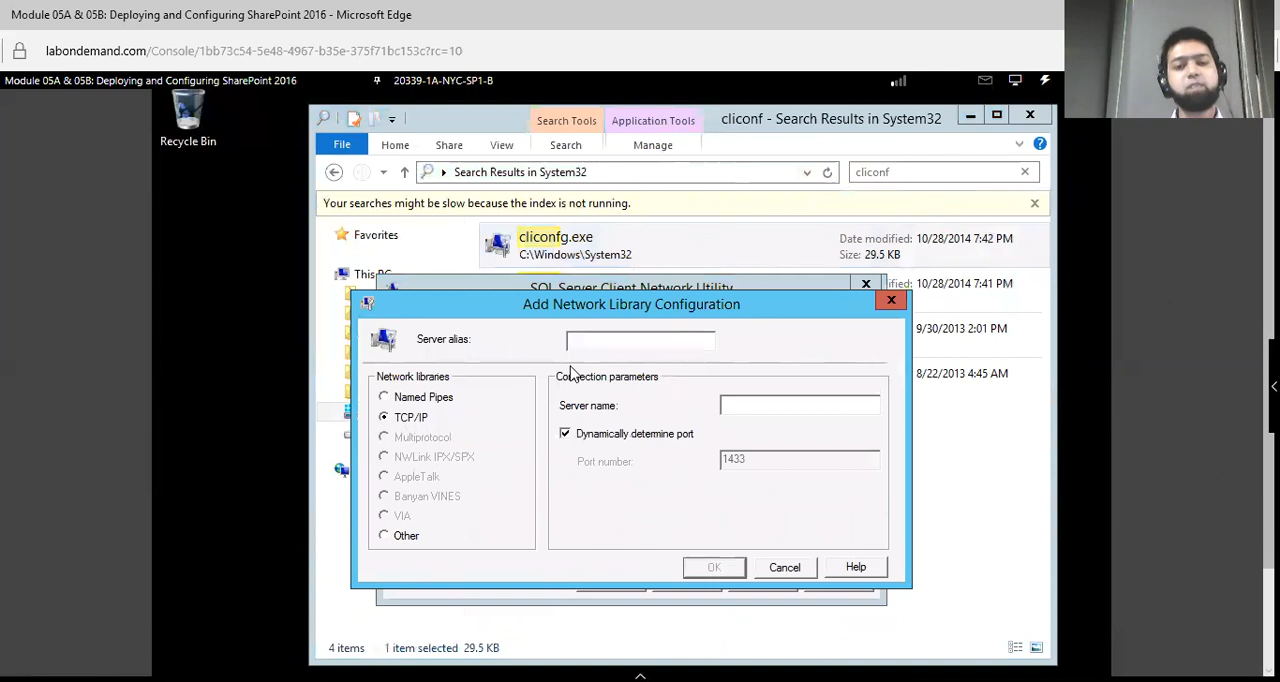 Module 05A & 05B: Deploying and Configuring SharePoint 2016 - Microsoft Edge
labondemand.com/Console/1bb73c54-5e48-4967-b35e-375f71bc153c?rc=10
Module 05A & 05B: Deploying and Configuring SharePoint 2016
20339-1A-NYC-SP1-B
Recycle Bin
Search Tools
Application Tools
cliconf - Search Results in System32
File
Home
Share
View
Search
Manage
Search Results in System32
cliconf
Your searches might be slow because the index is not running.
Favorites
This PC
cliconfg.exe
C:\Windows\System32
Date modified: 10/28/2014 7:42 PM
Size: 29.5 KB
ified: 10/28/2014 7:41 PM
9/30/2013 2:01 PM
8/22/2013 4:45 AM
SQL Server Client Network Utility
Add Network Library Configuration
Server alias:
Network libraries
Named Pipes
TCP/IP
Multiprotocol
NWLink IPX/SPX
AppleTalk
Banyan VINES
VIA
Other
Connection parameters
Server name:
Dynamically determine port
Port number:
1433
OK
Cancel
Help
4 items
1 item selected 29.5 KB